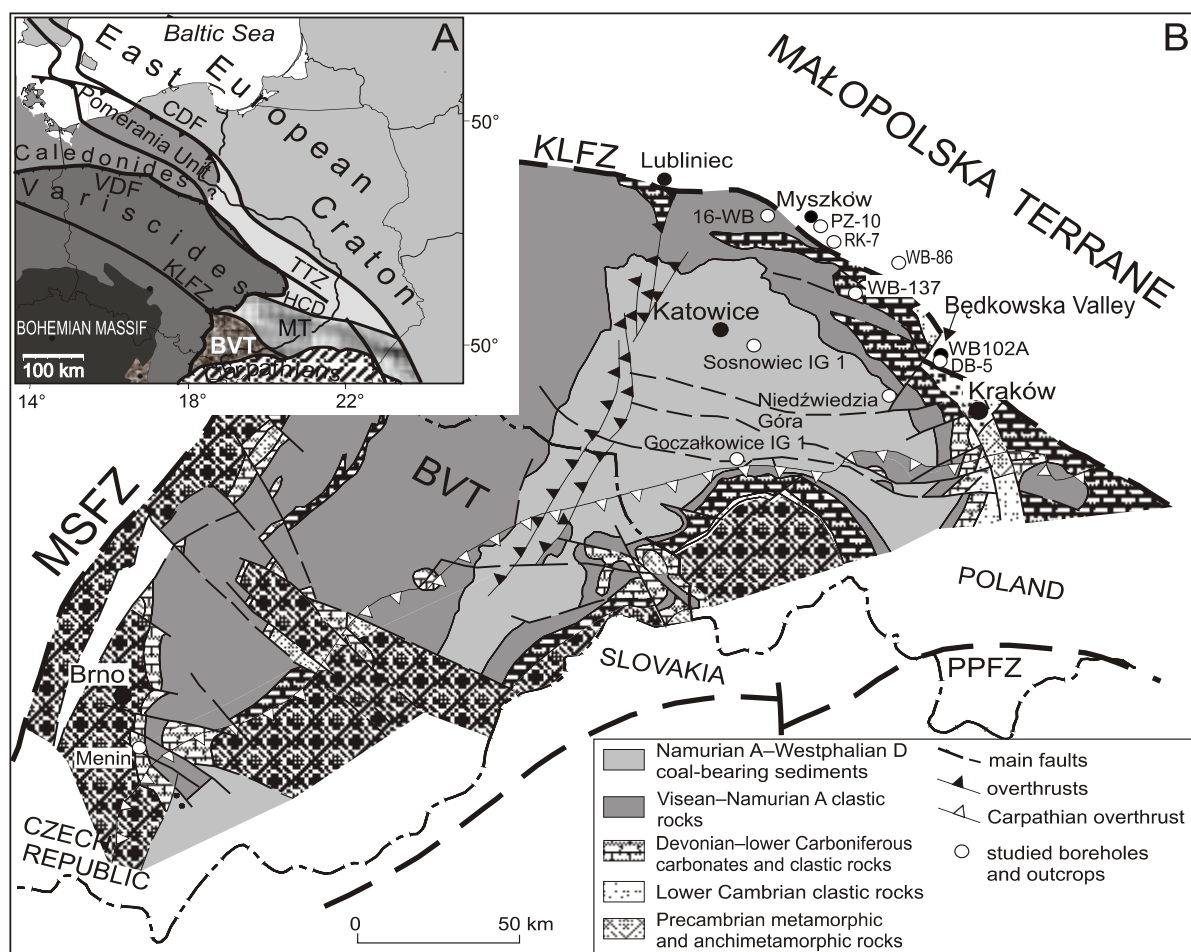 A
Baltic Sea
East European Craton
CDF
Pomerania Unit
Caledonides
?
VDF
Variscides
KLFZ
TTZ
HCD
MT
BOHEMIAN MASSIF
BVT
Carpathians
100 km
50°
50°
14°
18°
22°
B
MAŁOPOLSKA TERRANE
KLFZ
Lubliniec
Myszków
16-WB
PZ-10
RK-7
WB-86
WB-137
Będkowska Valley
Katowice
WB102A
DB-5
Sosnowiec IG 1
Kraków
Niedźwiedzia
Góra
Goczałkowice IG 1
BVT
MSFZ
POLAND
SLOVAKIA
PPFZ
Brno
Menin
CZECH
REPUBLIC
0
50 km
Namurian A–Westphalian D
coal-bearing sediments
Visean–Namurian A clastic
rocks
Devonian–lower Carboniferous
carbonates and clastic rocks
Lower Cambrian clastic rocks
Precambrian metamorphic
and anchimetamorphic rocks
main faults
overthrusts
Carpathian overthrust
studied boreholes
and outcrops